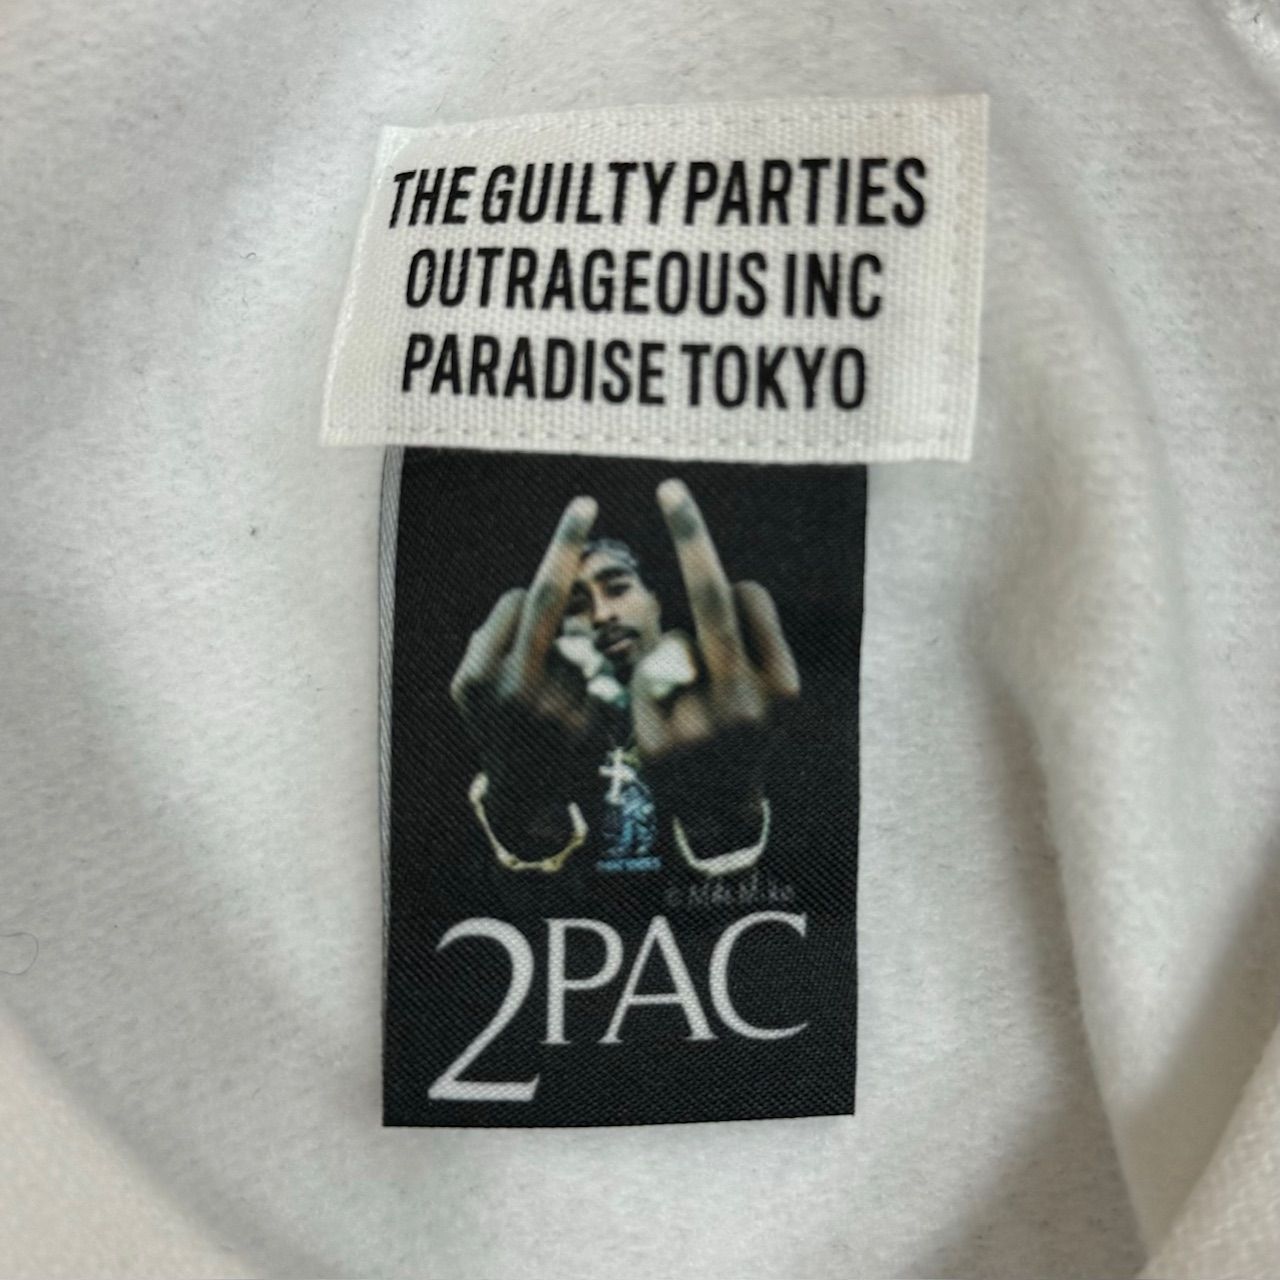 THE GUILTY PARTIES
OUTRAGEOUS INC
PARADISE TOKYO
©
2PAC